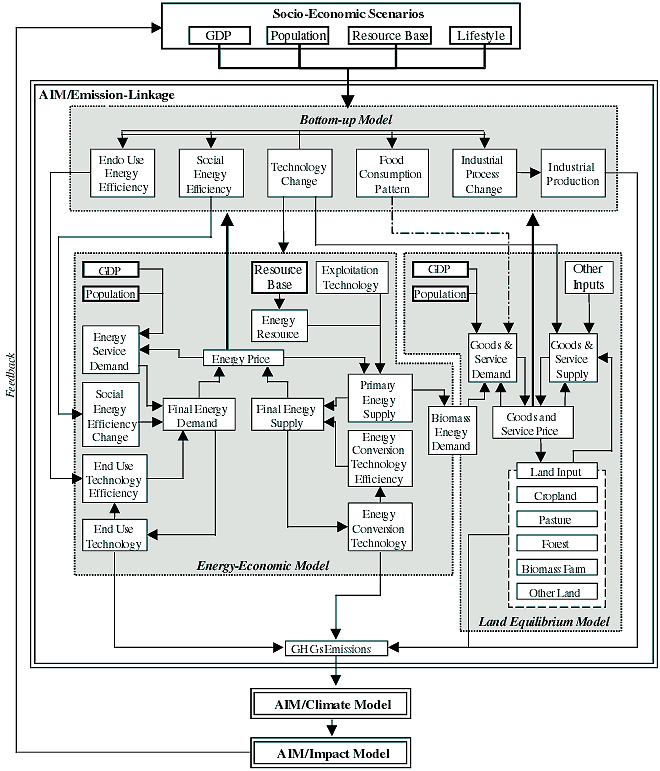 Socio-Economic Scenarios
GDP
Population
Resource Base
Lifestyle
AIM/Emission-Linkage
Bottom-up Model
Endo Use
Energy
Efficiency
Social
Energy
Efficiency
Technology
Change
Food
Consumption
Pattern
Industrial
Process
Change
Industrial
Production
GDP
Population
Resource
Base
Exploitation
Technology
Energy
Resource
Energy
Service
Demand
Energy Price
Social
Energy
Efficiency
Change
Final Energy
Demand
Final Energy
Supply
Primary
Energy
Supply
End Use
Technology
Efficiency
Energy
Conversion
Technology
Efficiency
End Use
Technology
Energy
Conversion
Technology
Energy-Economic Model
GDP
Population
Other
Inputs
Goods &
Service
Demand
Goods &
Service
Supply
Biomass
Energy
Demand
Goods and
Service Price
Land Input
Cropland
Pasture
Forest
Biomass Farm
Other Land
Land Equilibrium Model
GHGsEmissions
AIM/Climate Model
AIM/Impact Model
Feedback